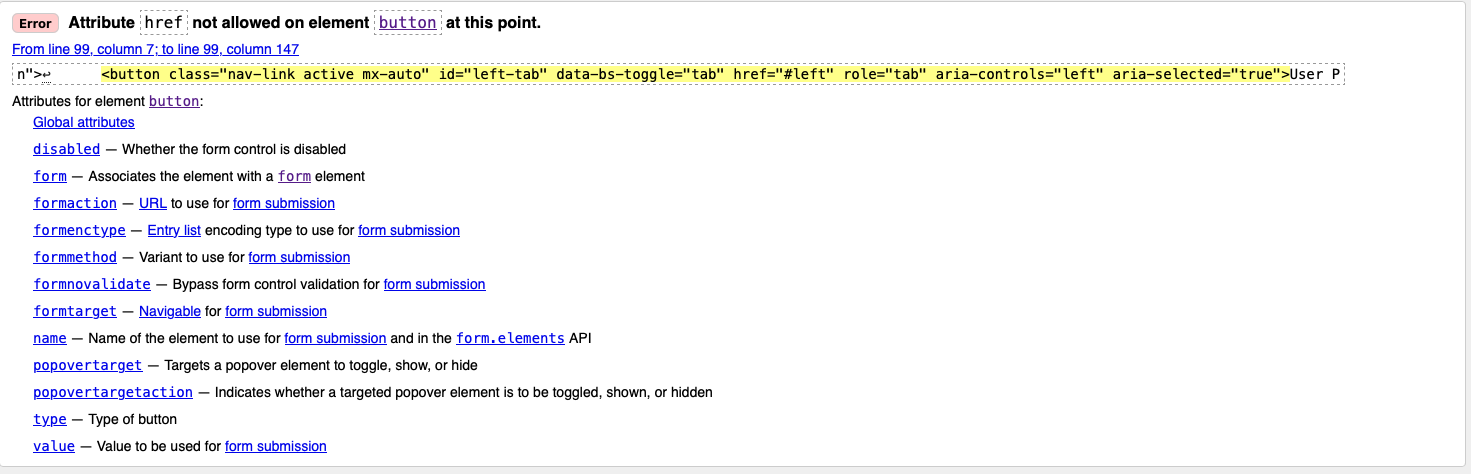 Error Attribute href not allowed on element button at this point.
From line 99, column 7; to line 99, column 147
n">↩      <button class="nav-link active mx-auto" id="left-tab" data-bs-toggle="tab" href="#left" role="tab" aria-controls="left" aria-selected="true">User P
Attributes for element button:
Global attributes
disabled — Whether the form control is disabled
form — Associates the element with a form element
formaction — URL to use for form submission
formenctype — Entry list encoding type to use for form submission
formmethod — Variant to use for form submission
formnovalidate — Bypass form control validation for form submission
formtarget — Navigable for form submission
name — Name of the element to use for form submission and in the form.elements API
popovertarget — Targets a popover element to toggle, show, or hide
popovertargetaction — Indicates whether a targeted popover element is to be toggled, shown, or hidden
type — Type of button
value — Value to be used for form submission